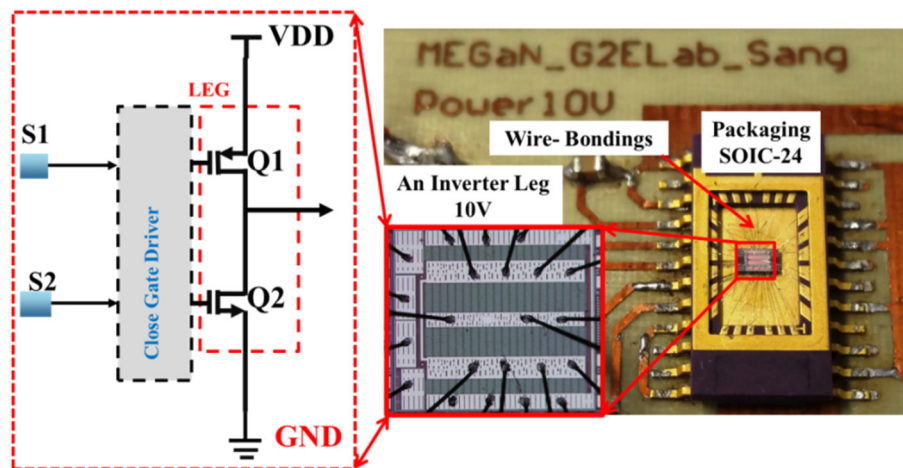 VDD
LEG
S1
Q1
S2
Q2
Close Gate Driver
GND
MEGaN_G2ELab_Sang
Power10V
Wire- Bondings
Packaging
SOIC-24
An Inverter Leg
10V